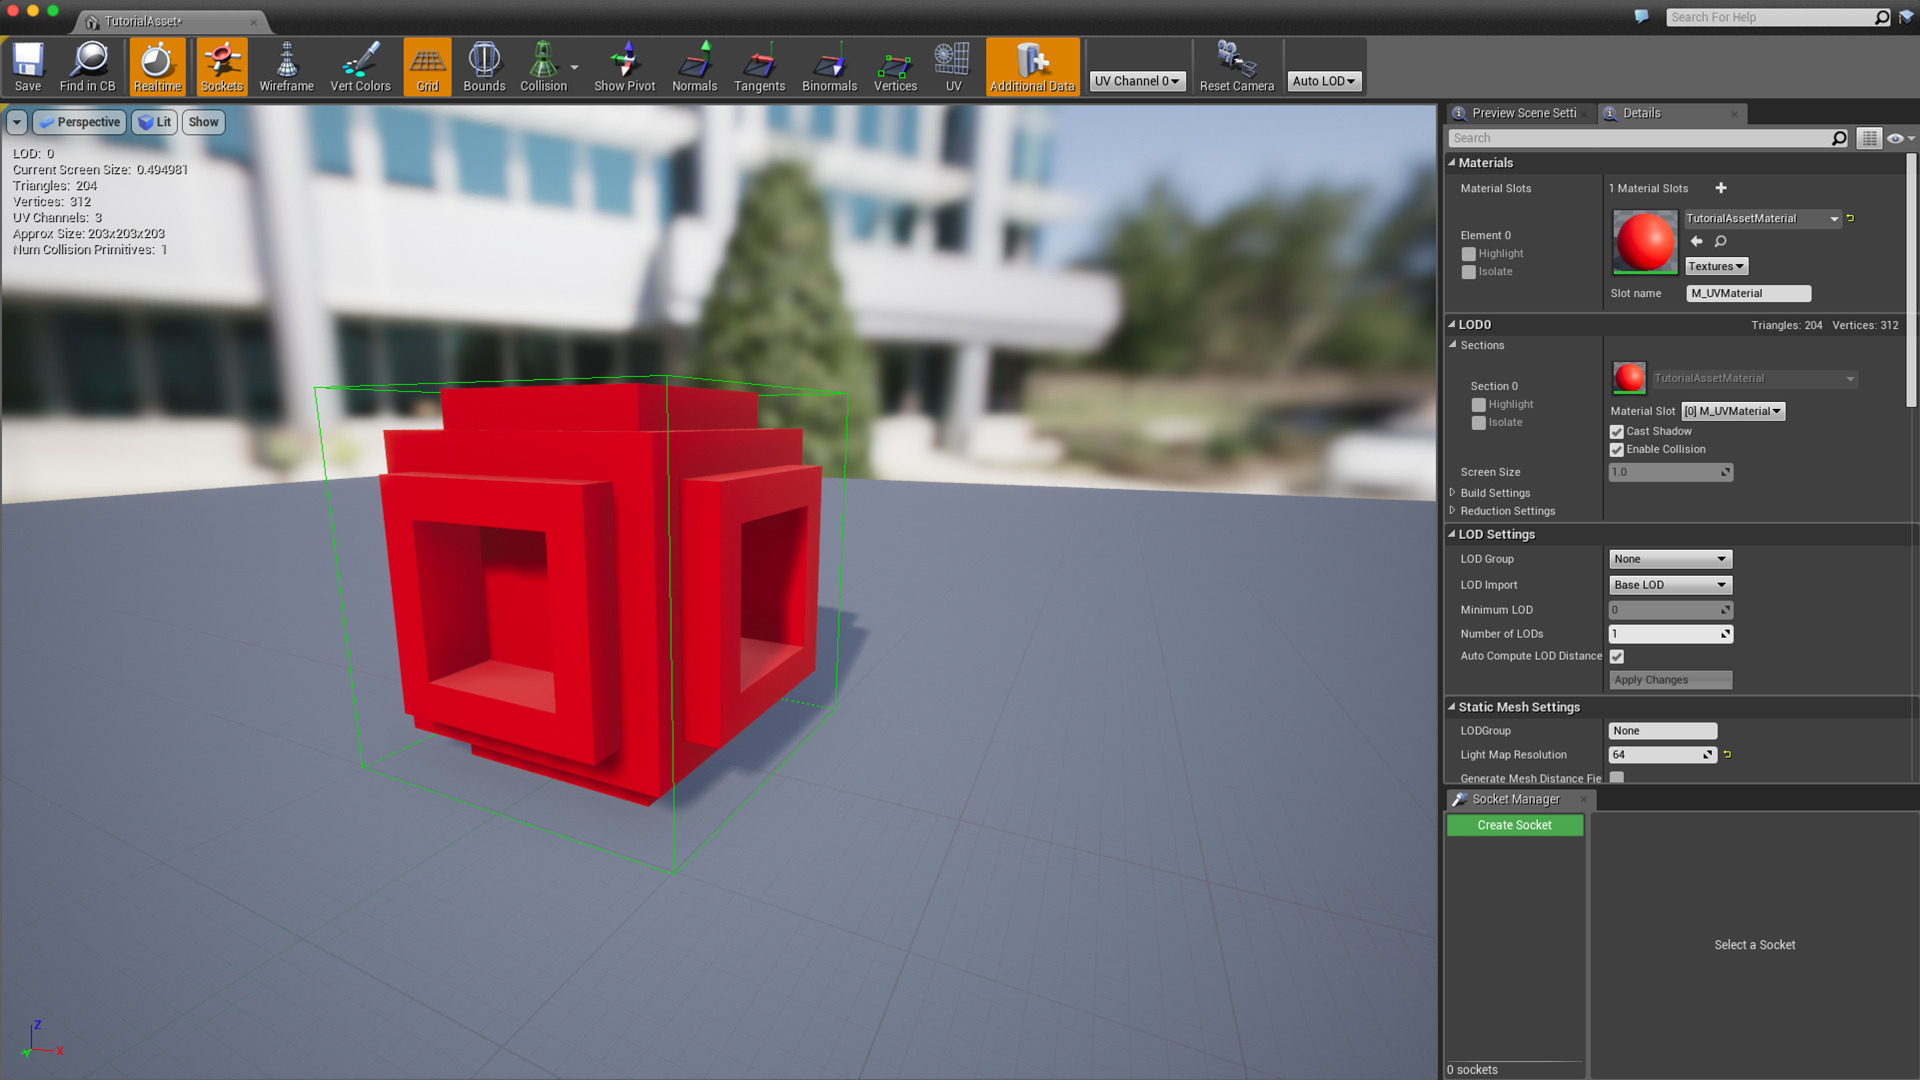 TutorialAsset*
Search For Help
Save
Find in CB
Realtime
Sockets
Wireframe
Vert Colors
Grid
Bounds
Collision
Show Pivot
Normals
Tangents
Binormals
Vertices
UV
Additional Data
UV Channel 0
Reset Camera
Auto LOD
Perspective
Lit
Show
LOD: 0
Current Screen Size: 0.494981
Triangles: 204
Vertices: 312
UV Channels: 3
Approx Size: 203x203x203
Num Collision Primitives: 1
Z
X
Y
Preview Scene Setti
Details
Search
Materials
Material Slots
1 Material Slots
Element 0
Highlight
Isolate
TutorialAssetMaterial
Textures
Slot name
M_UVMaterial
LOD0
Triangles: 204 Vertices: 312
Sections
Section 0
Highlight
Isolate
TutorialAssetMaterial
Material Slot
[0] M_UVMaterial
Cast Shadow
Enable Collision
Screen Size
1.0
Build Settings
Reduction Settings
LOD Settings
LOD Group
None
LOD Import
Base LOD
Minimum LOD
0
Number of LODs
1
Auto Compute LOD Distance
Apply Changes
Static Mesh Settings
LODGroup
None
Light Map Resolution
64
Generate Mesh Distance Fie
Socket Manager
Create Socket
Select a Socket
0 sockets